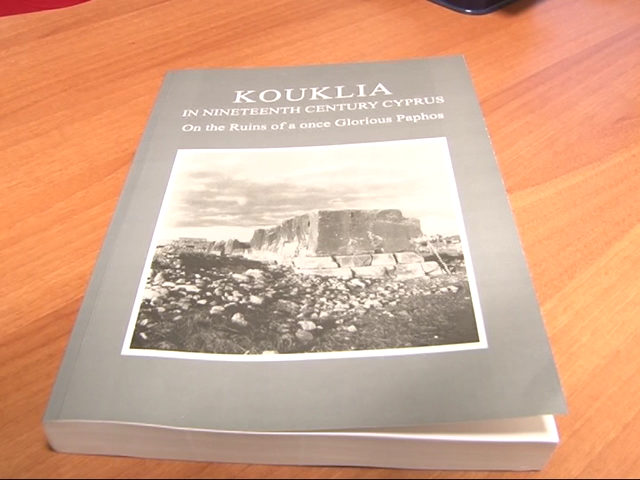 KOUKLIA
IN NINETEENTH CENTURY CYPRUS
On the Ruins of a once Glorious Paphos